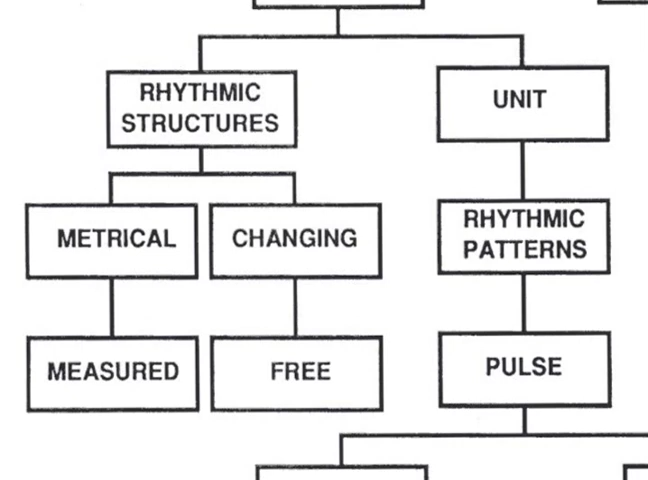 RHYTHMIC
STRUCTURES
UNIT
METRICAL
CHANGING
RHYTHMIC
PATTERNS
MEASURED
FREE
PULSE